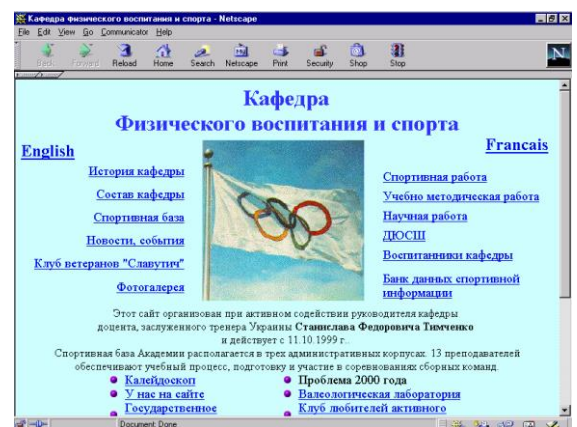 Кафедра физического воспитания и спорта - Netscape
File Edit View Go Communicator Help
Back Forward Reload Home Search Netscape Print Security Shop Stop
N
Кафедра
Физического воспитания и спорта
English
Francais
История кафедры
Состав кафедры
Спортивная база
Новости, события
Клуб ветеранов "Славутич"
Фотогалерея
Спортивная работа
Учебно методическая работа
Научная работа
ДЮСШ
Воспитанники кафедры
Банк данных спортивной
информации
Этот сайт организован при активном содействии руководителя кафедры
доцента, заслуженного тренера Украины Станислава Федоровича Тимченко
и действует с 11.10.1999 г..
Спортивная база Академии располагается в трех административных корпусах. 13 преподавателей
обеспечивают учебный процесс, подготовку и участие в соревнованиях сборных команд.
Калейдоскоп
У нас на сайте
Государственное
Проблема 2000 года
Валеологическая лаборатория
Клуб любителей активного
Document: Done